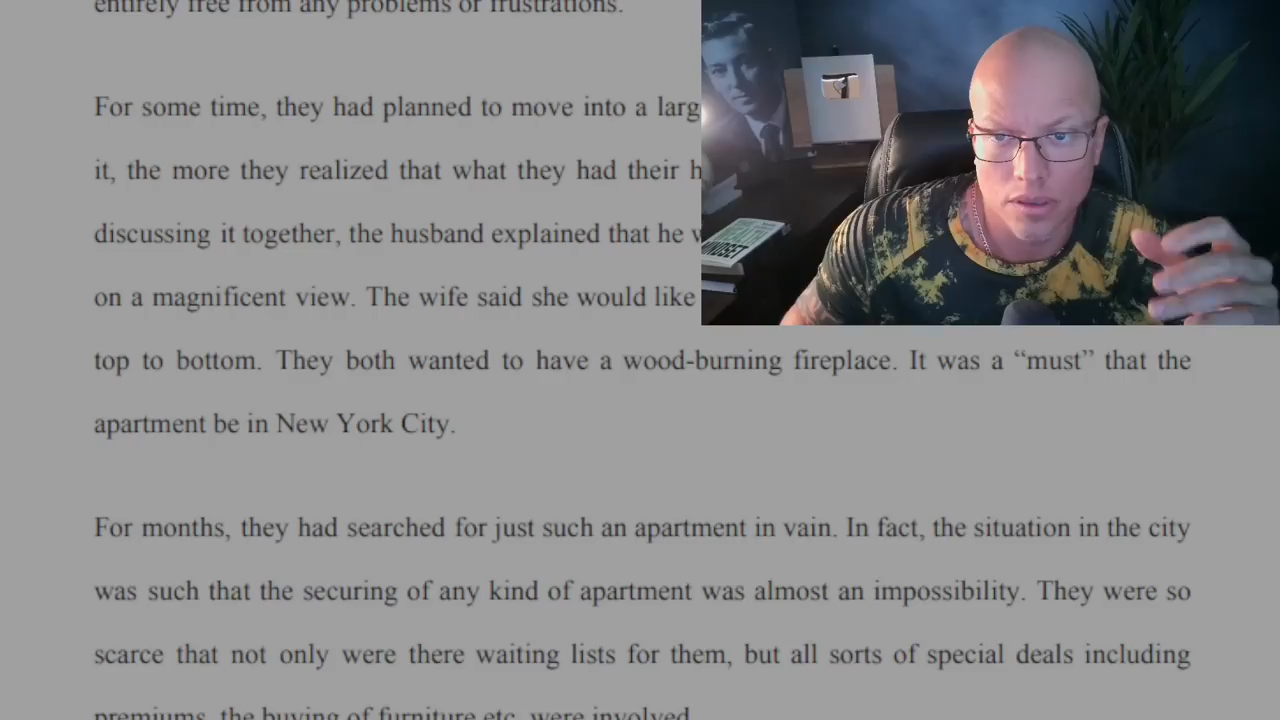 entirely free from any problems or frustrations.
For some time, they had planned to move into a larg
it, the more they realized that what they had their h
discussing it together, the husband explained that he w
on a magnificent view. The wife said she would like
top to bottom. They both wanted to have a wood-burning fireplace. It was a “must” that the
apartment be in New York City.
For months, they had searched for just such an apartment in vain. In fact, the situation in the city
was such that the securing of any kind of apartment was almost an impossibility. They were so
scarce that not only were there waiting lists for them, but all sorts of special deals including
premiums, the buying of furniture etc. were involved.
MINDSET